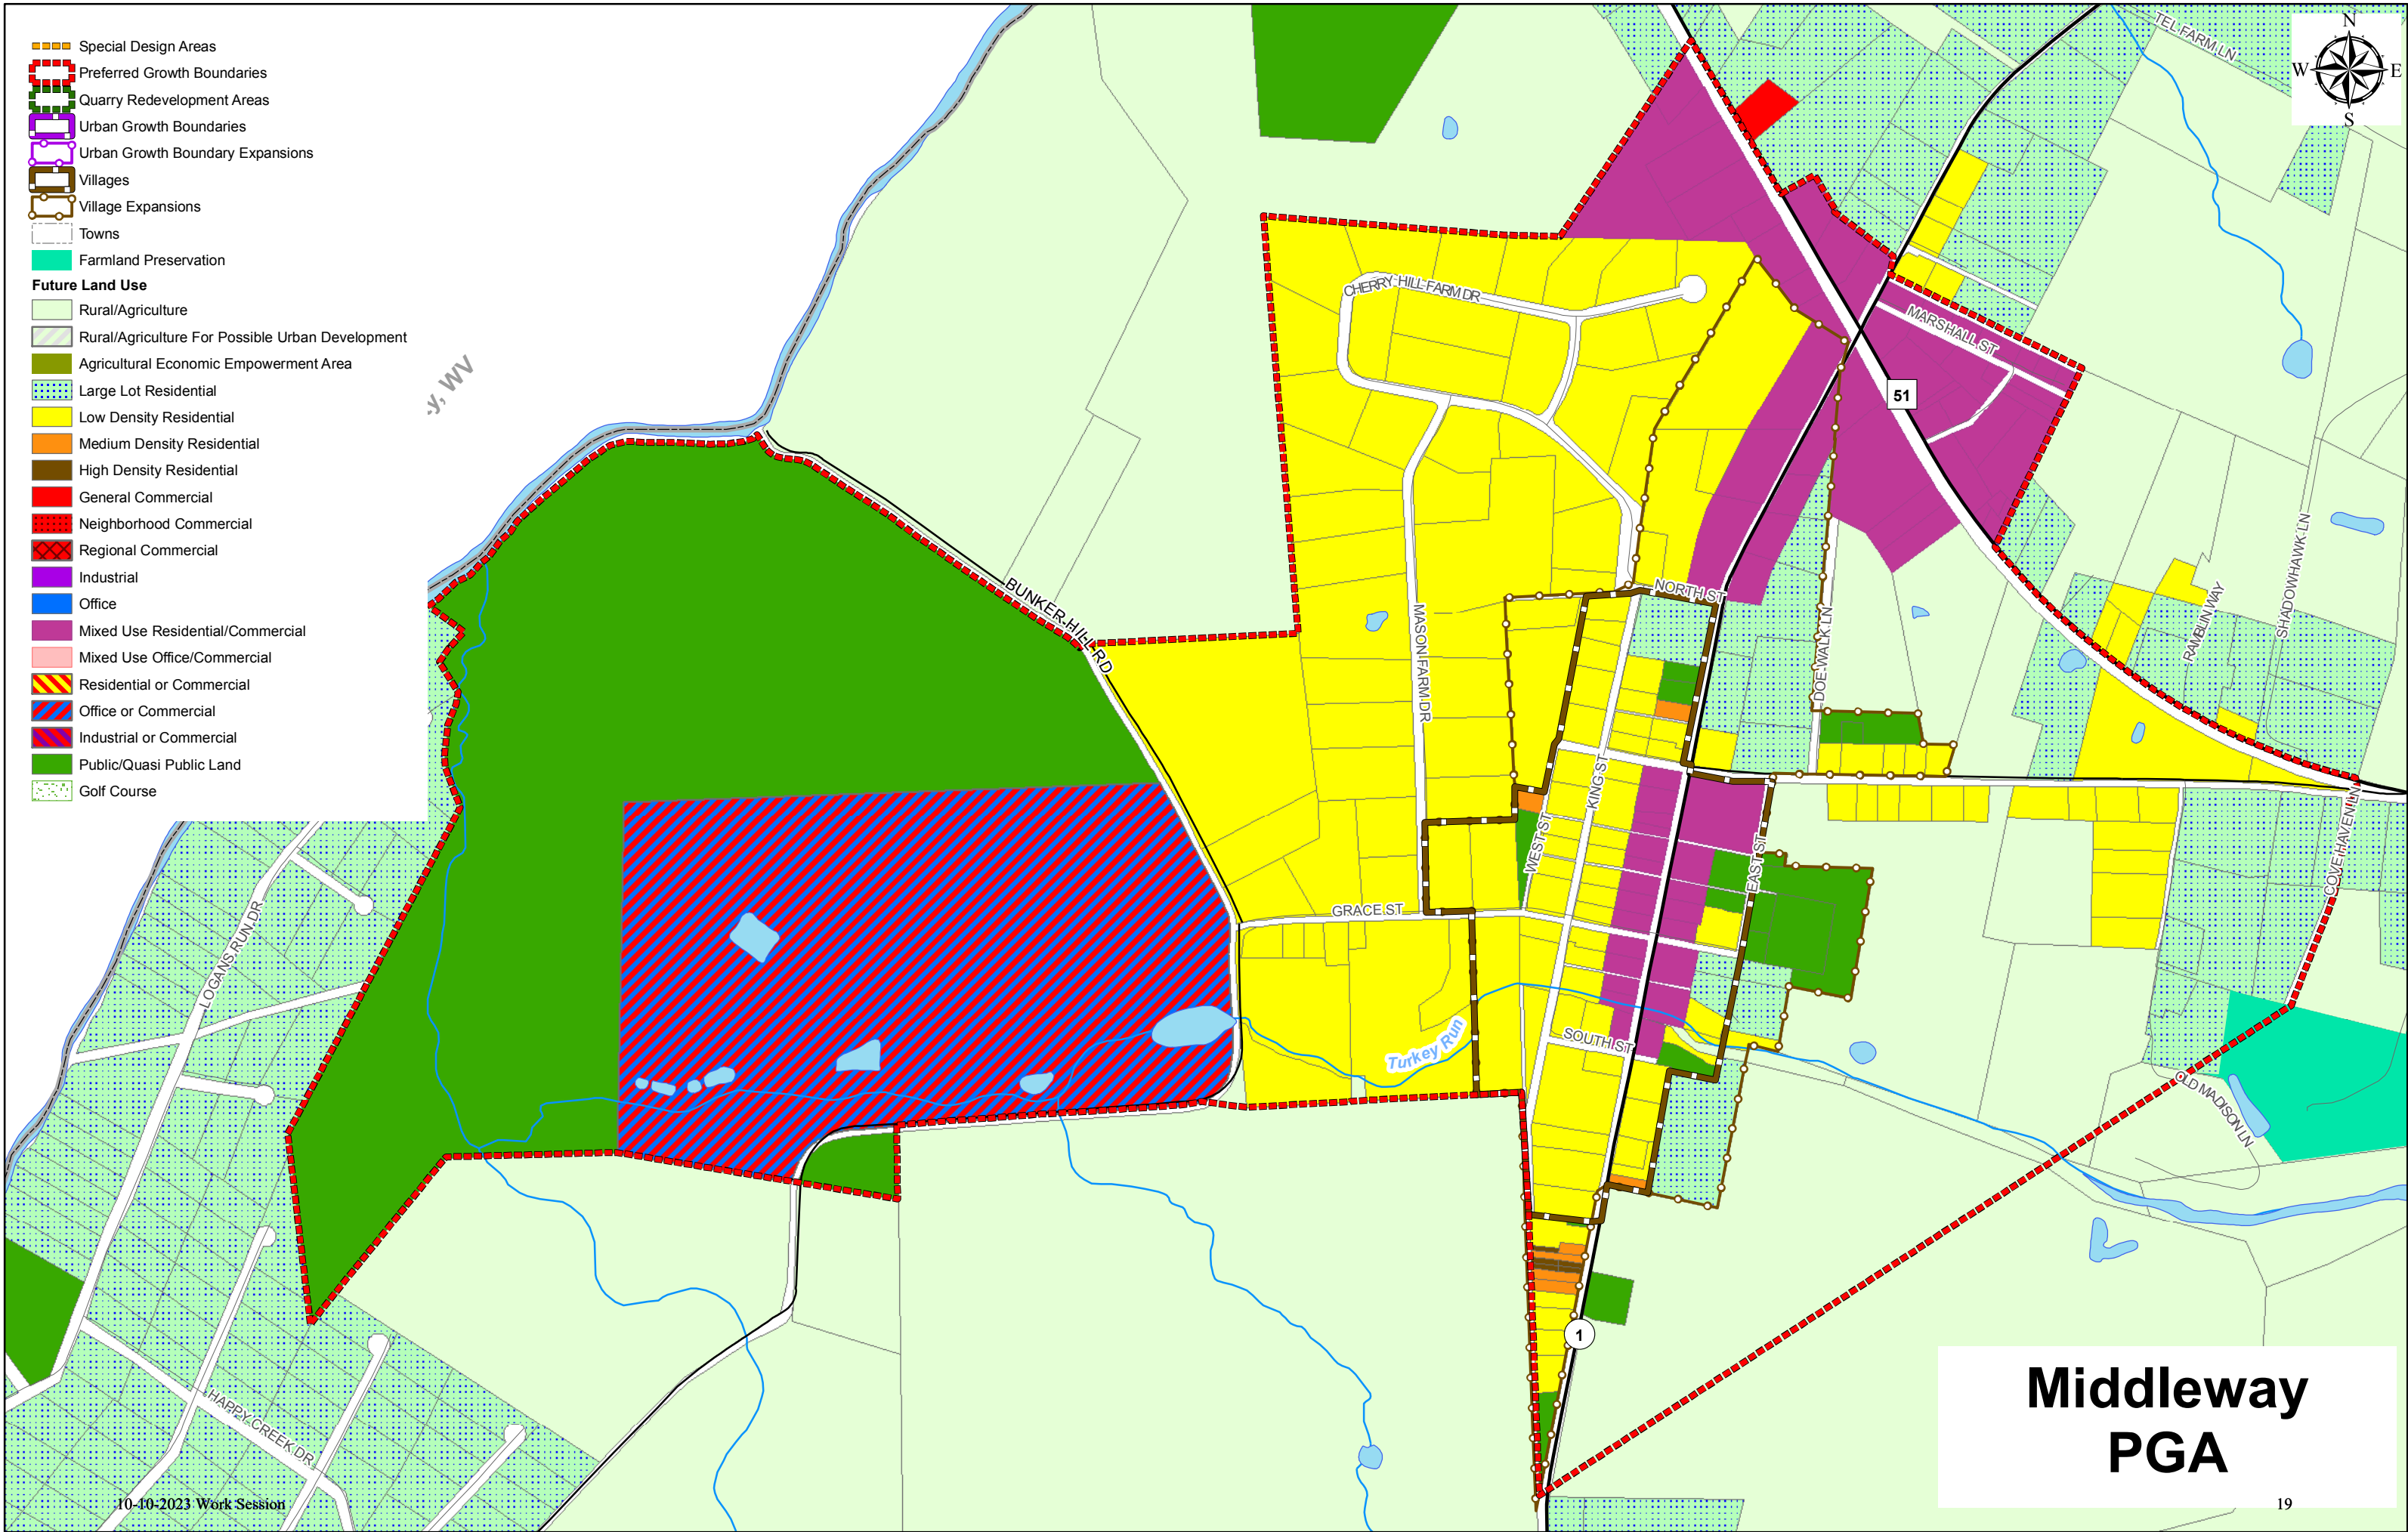 Special Design Areas
Preferred Growth Boundaries
Quarry Redevelopment Areas
Urban Growth Boundaries
Urban Growth Boundary Expansions
Villages
Village Expansions
Towns
Farmland Preservation
Future Land Use
Rural/Agriculture
Rural/Agriculture For Possible Urban Development
Agricultural Economic Empowerment Area
Large Lot Residential
Low Density Residential
Medium Density Residential
High Density Residential
General Commercial
Neighborhood Commercial
Regional Commercial
Industrial
Office
Mixed Use Residential/Commercial
Mixed Use Office/Commercial
Residential or Commercial
Office or Commercial
Industrial or Commercial
Public/Quasi Public Land
Golf Course
y, WV
N
W
E
S
TEL FARM LN
CHERRY HILL FARM DR
MARSHALL ST
51
BUNKER HILL RD
NORTH ST
MASON FARM DR
DOE WALK LN
RAMBLIN WAY
SHADOWHAWK LN
KING ST
WEST ST
EAST ST
COVE HAVEN LN
GRACE ST
LOGANS RUN DR
SOUTH ST
Turkey Run
OLD MADISON LN
1
HAPPY CREEK DR
Middleway
PGA
10-10-2023 Work Session
19